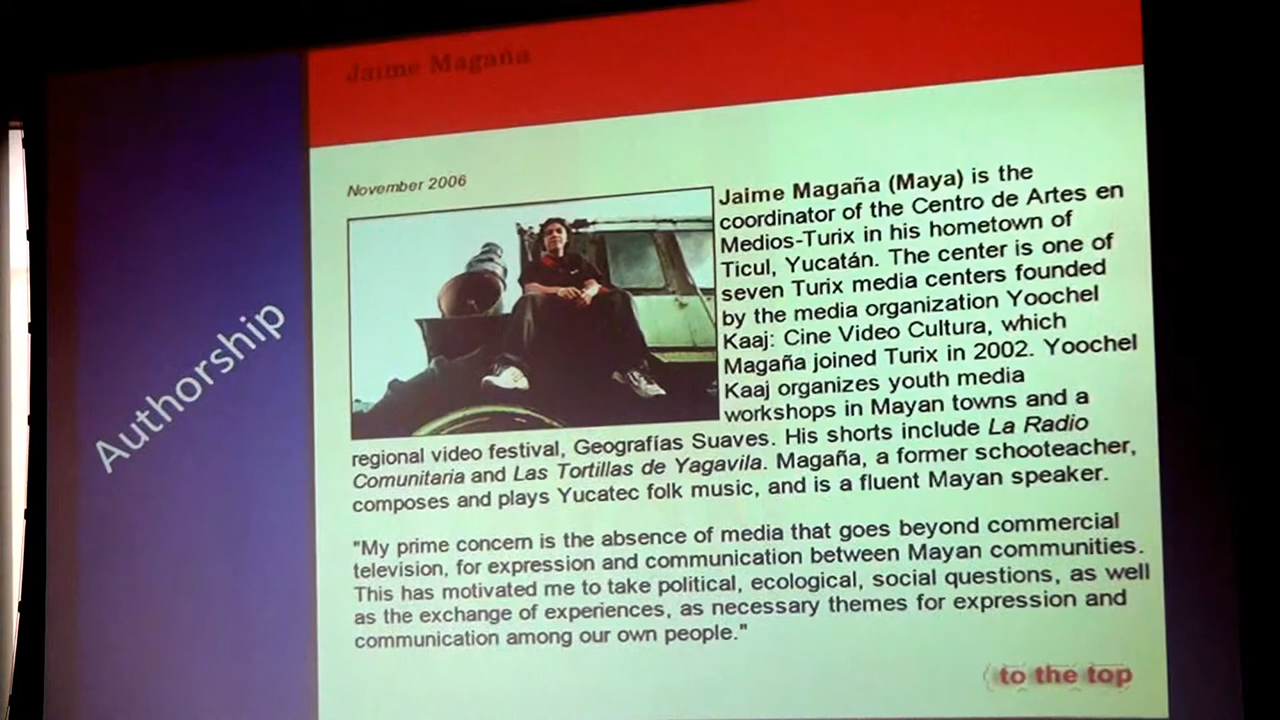 Jaime Magaña
Authorship
November 2006
Jaime Magaña (Maya) is the
coordinator of the Centro de Artes en
Medios-Turix in his hometown of
Ticul, Yucatán. The center is one of
seven Turix media centers founded
by the media organization Yoochel
Kaaj: Cine Video Cultura, which
Magaña joined Turix in 2002. Yoochel
Kaaj organizes youth media
workshops in Mayan towns and a
regional video festival, Geografías Suaves. His shorts include La Radio
Comunitaria and Las Tortillas de Yagavila. Magaña, a former schooteacher,
composes and plays Yucatec folk music, and is a fluent Mayan speaker.
"My prime concern is the absence of media that goes beyond commercial
television, for expression and communication between Mayan communities.
This has motivated me to take political, ecological, social questions, as well
as the exchange of experiences, as necessary themes for expression and
communication among our own people."
to the top